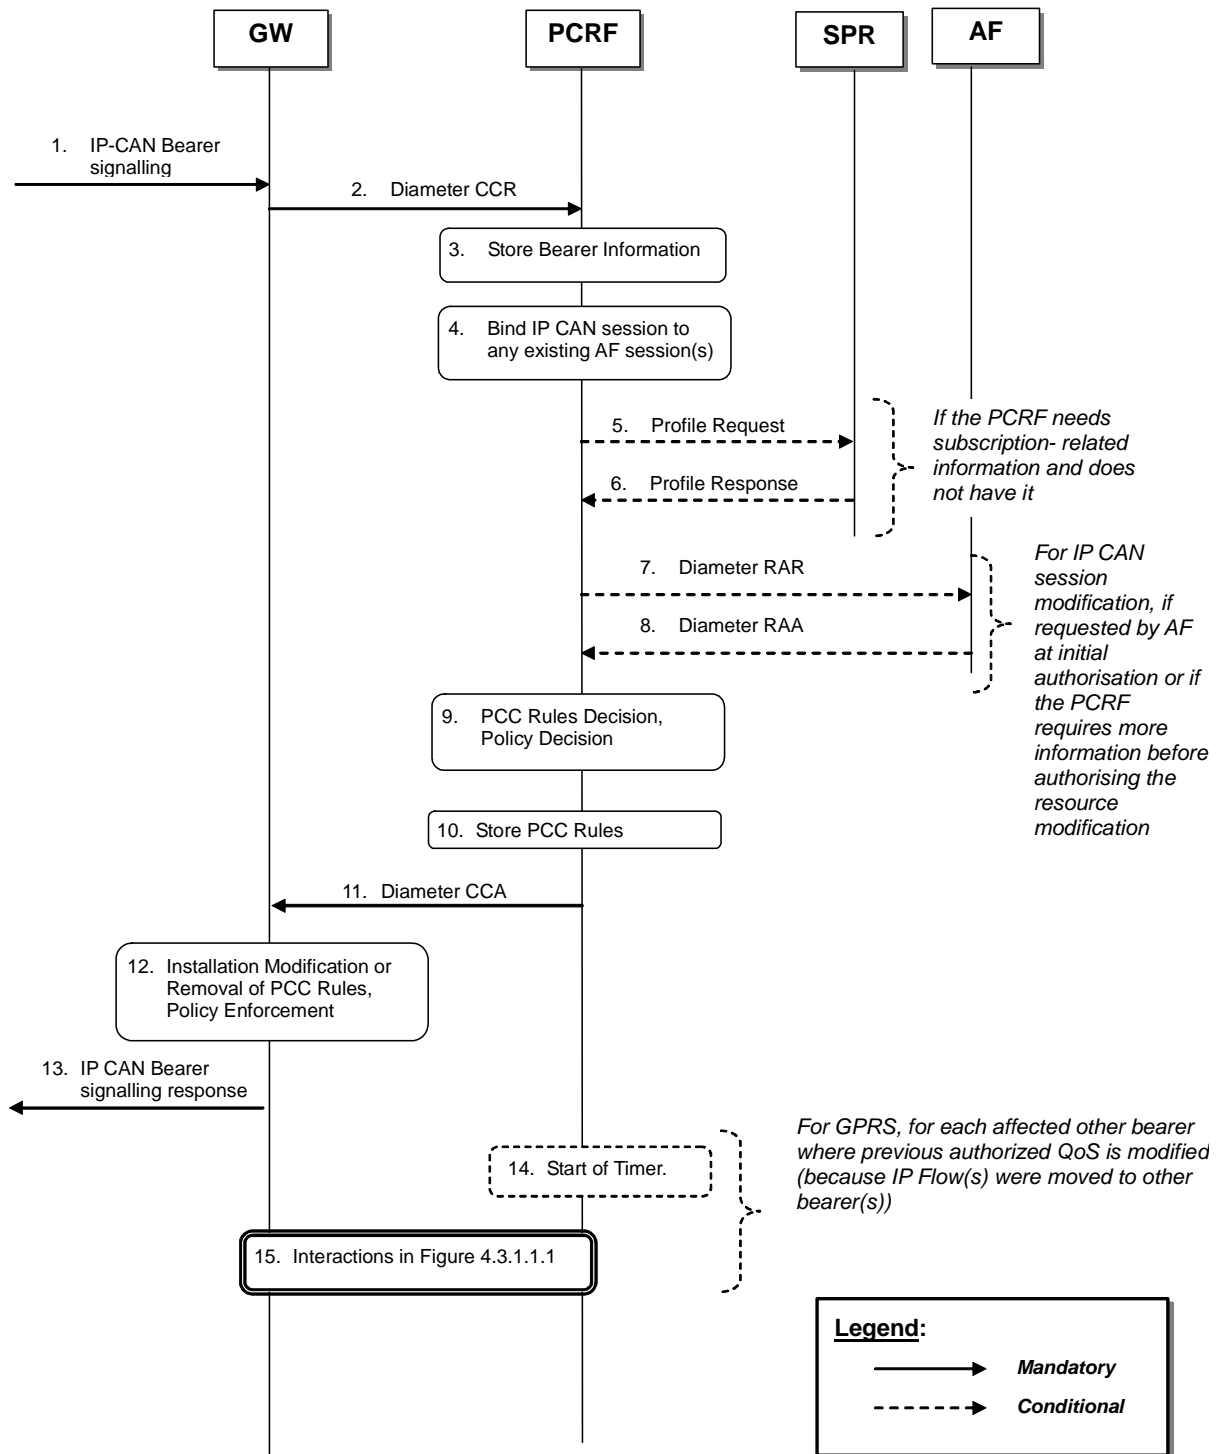 GW
PCRF
SPR
AF
1. IP-CAN Bearer
signalling
2. Diameter CCR
3. Store Bearer Information
4. Bind IP CAN session to
any existing AF session(s)
5. Profile Request
6. Profile Response
If the PCRF needs
subscription- related
information and does
not have it
7. Diameter RAR
8. Diameter RAA
For IP CAN
session
modification, if
requested by AF
at initial
authorisation or if
the PCRF
requires more
information before
authorising the
resource
modification
9. PCC Rules Decision,
Policy Decision
10. Store PCC Rules
11. Diameter CCA
12. Installation Modification or
Removal of PCC Rules,
Policy Enforcement
13. IP CAN Bearer
signalling response
For GPRS, for each affected other bearer
where previous authorized QoS is modified
(because IP Flow(s) were moved to other
bearer(s))
14. Start of Timer.
15. Interactions in Figure 4.3.1.1.1
Legend:
Mandatory
Conditional